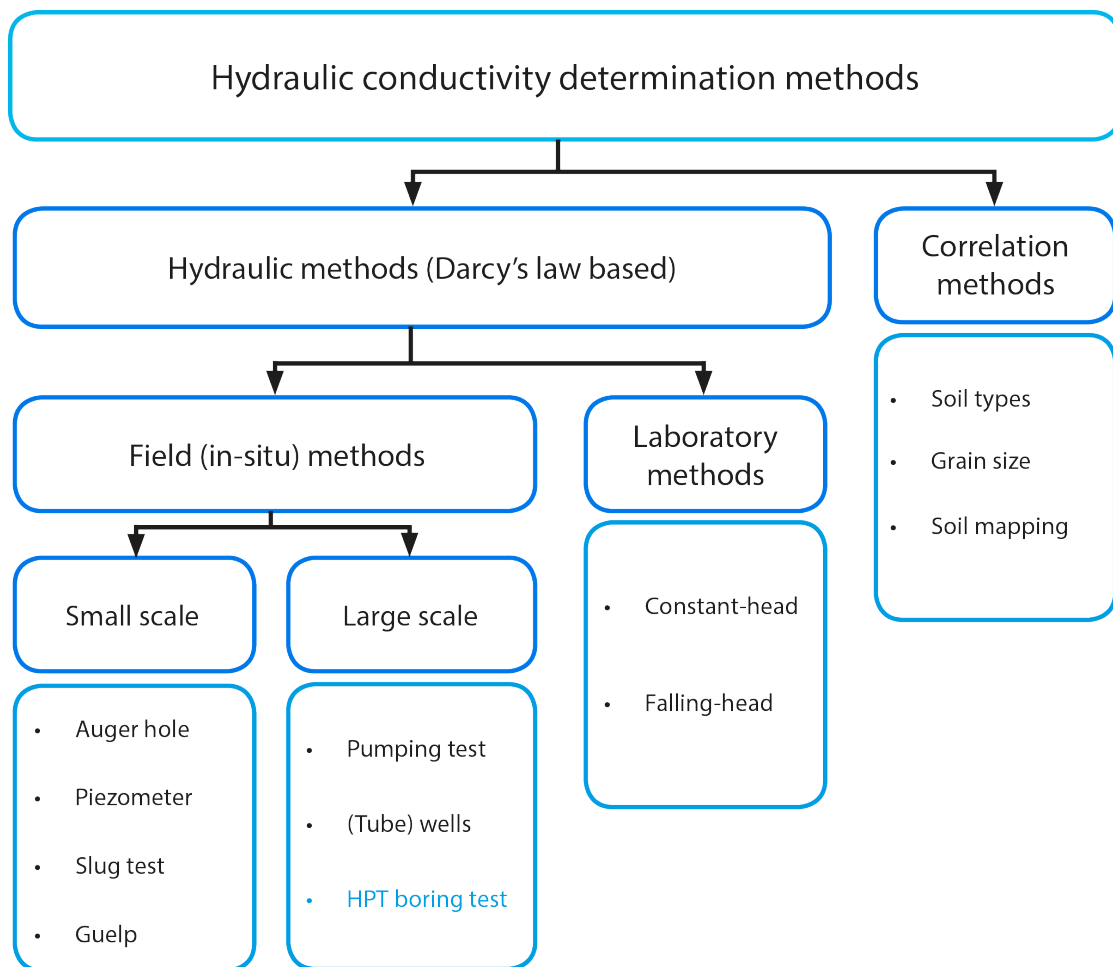 Hydraulic conductivity determination methods
Hydraulic methods (Darcy’s law based)
Correlation
methods
• Soil types
• Grain size
• Soil mapping
Field (in-situ) methods
Laboratory
methods
• Constant-head
• Falling-head
Small scale
Large scale
• Auger hole
• Piezometer
• Slug test
• Guelp
• Pumping test
• (Tube) wells
• HPT boring test